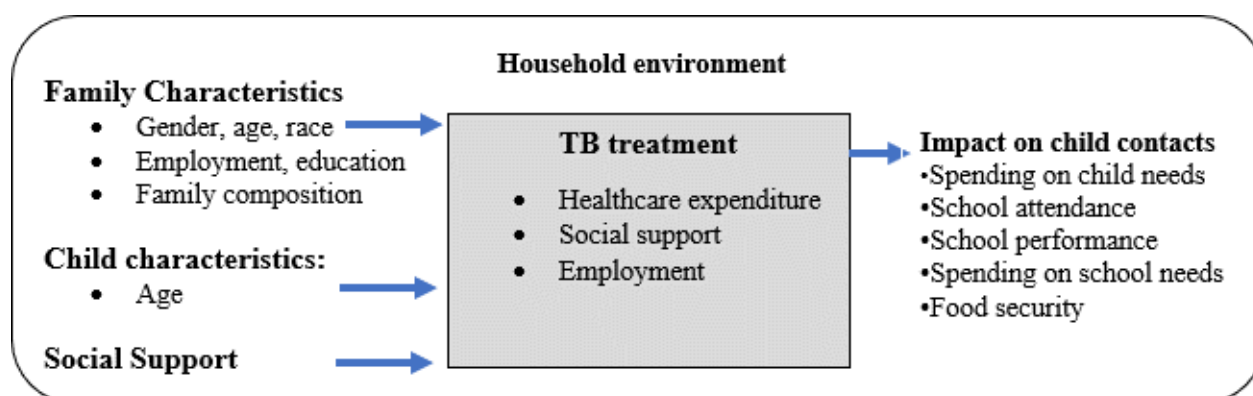 Household environment
Family Characteristics
• Gender, age, race
• Employment, education
• Family composition
Child characteristics:
• Age
Social Support
TB treatment
• Healthcare expenditure
• Social support
• Employment
Impact on child contacts
•Spending on child needs
•School attendance
•School performance
•Spending on school needs
•Food security